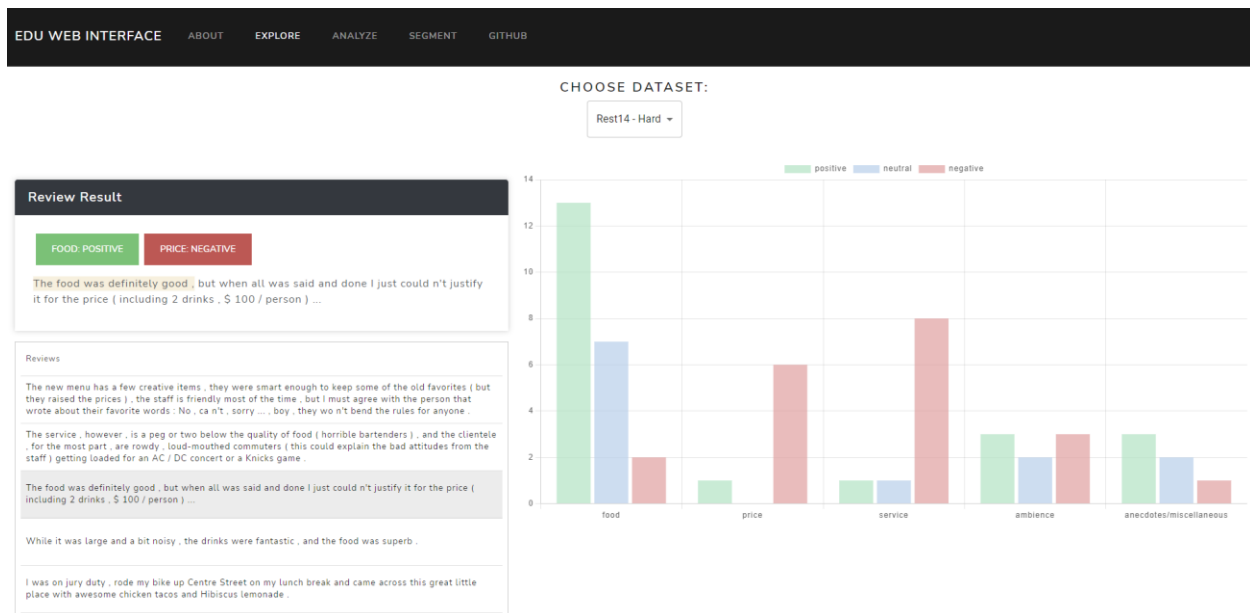 EDU WEB INTERFACE ABOUT EXPLORE ANALYZE SEGMENT GITHUB
CHOOSE DATASET:
Rest14 - Hard
Review Result
FOOD: POSITIVE PRICE: NEGATIVE
The food was definitely good , but when all was said and done I just could n't justify
it for the price ( including 2 drinks , $ 100 / person ) ...
Reviews
The new menu has a few creative items , they were smart enough to keep some of the old favorites ( but
they raised the prices ) , the staff is friendly most of the time , but I must agree with the person that
wrote about their favorite words : No , ca n't , sorry ... , boy , they wo n't bend the rules for anyone .
The service , however , is a peg or two below the quality of food ( horrible bartenders ) , and the clientele
, for the most part , are rowdy , loud-mouthed commuters ( this could explain the bad attitudes from the
staff ) getting loaded for an AC / DC concert or a Knicks game .
The food was definitely good , but when all was said and done I just could n't justify it for the price (
including 2 drinks , $ 100 / person ) ...
While it was large and a bit noisy , the drinks were fantastic , and the food was superb .
I was on jury duty , rode my bike up Centre Street on my lunch break and came across this great little
place with awesome chicken tacos and Hibiscus lemonade .
positive neutral negative
14
12
10
8
6
4
2
0
food price service ambience anecdotes/miscellaneous